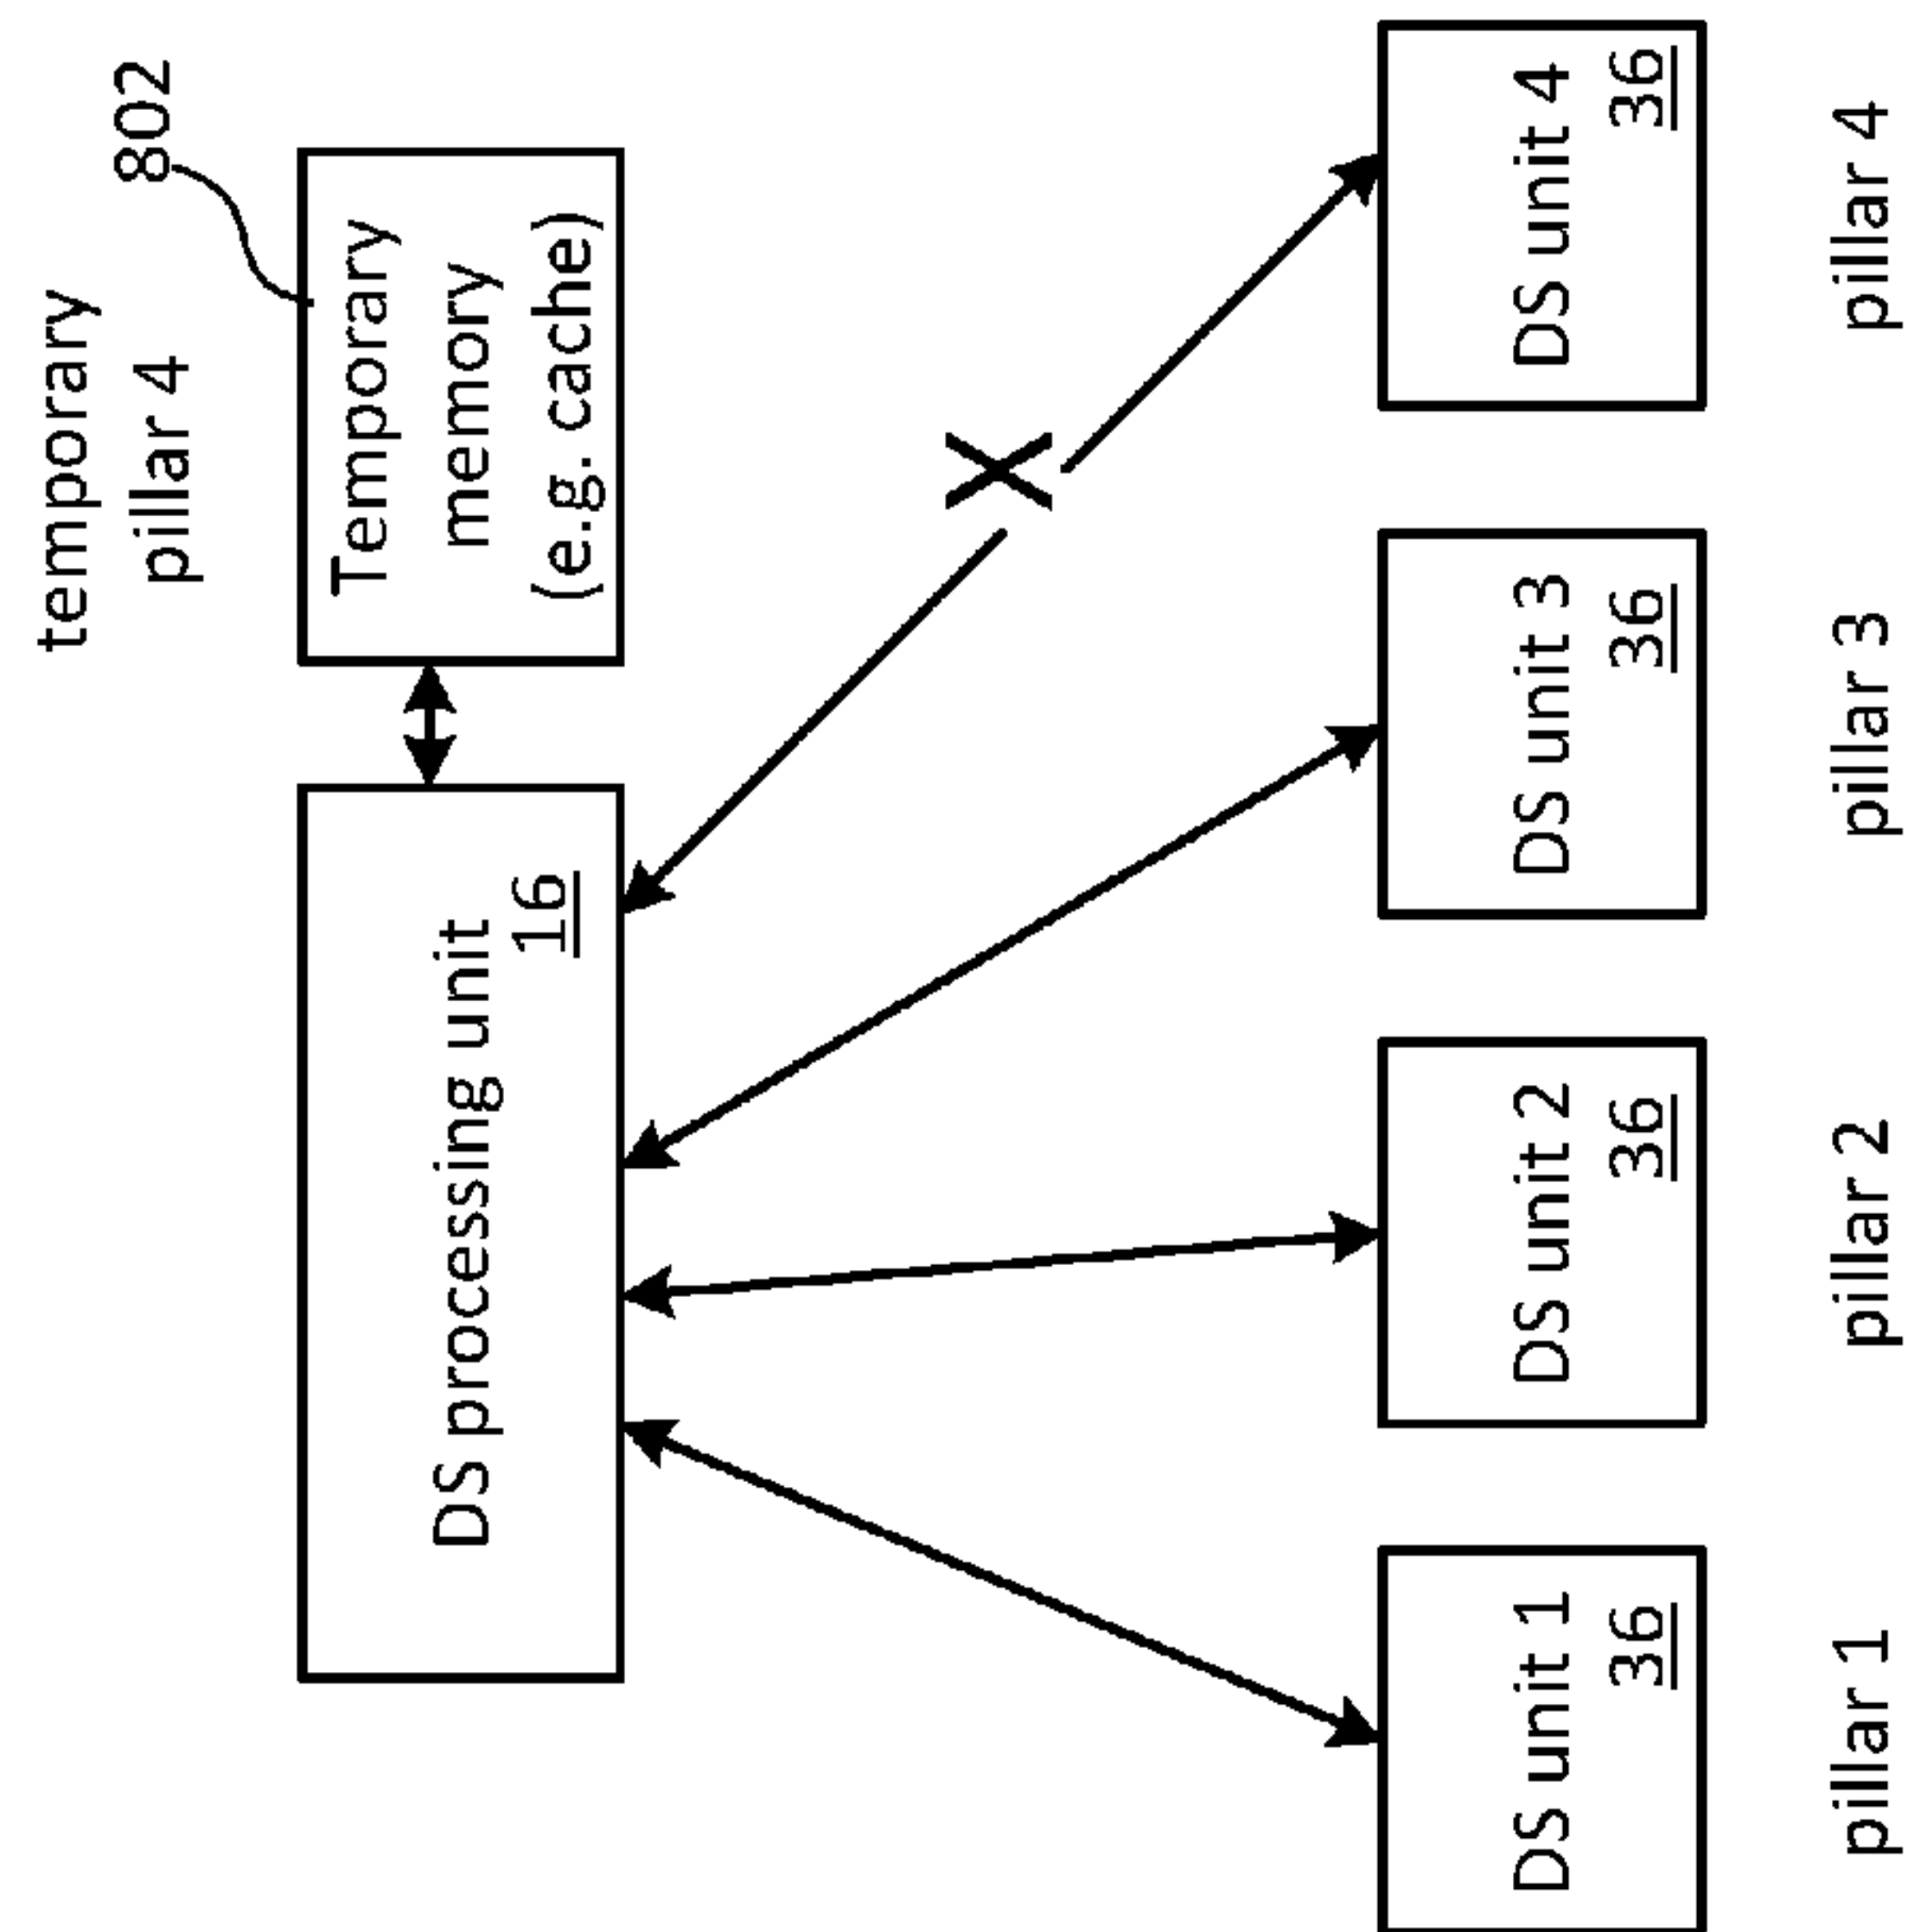 temporary
pillar 4
802
DS processing unit
16
Temporary
memory
(e.g. cache)
X
DS unit 1
36
DS unit 2
36
DS unit 3
36
DS unit 4
36
pillar 1
pillar 2
pillar 3
pillar 4